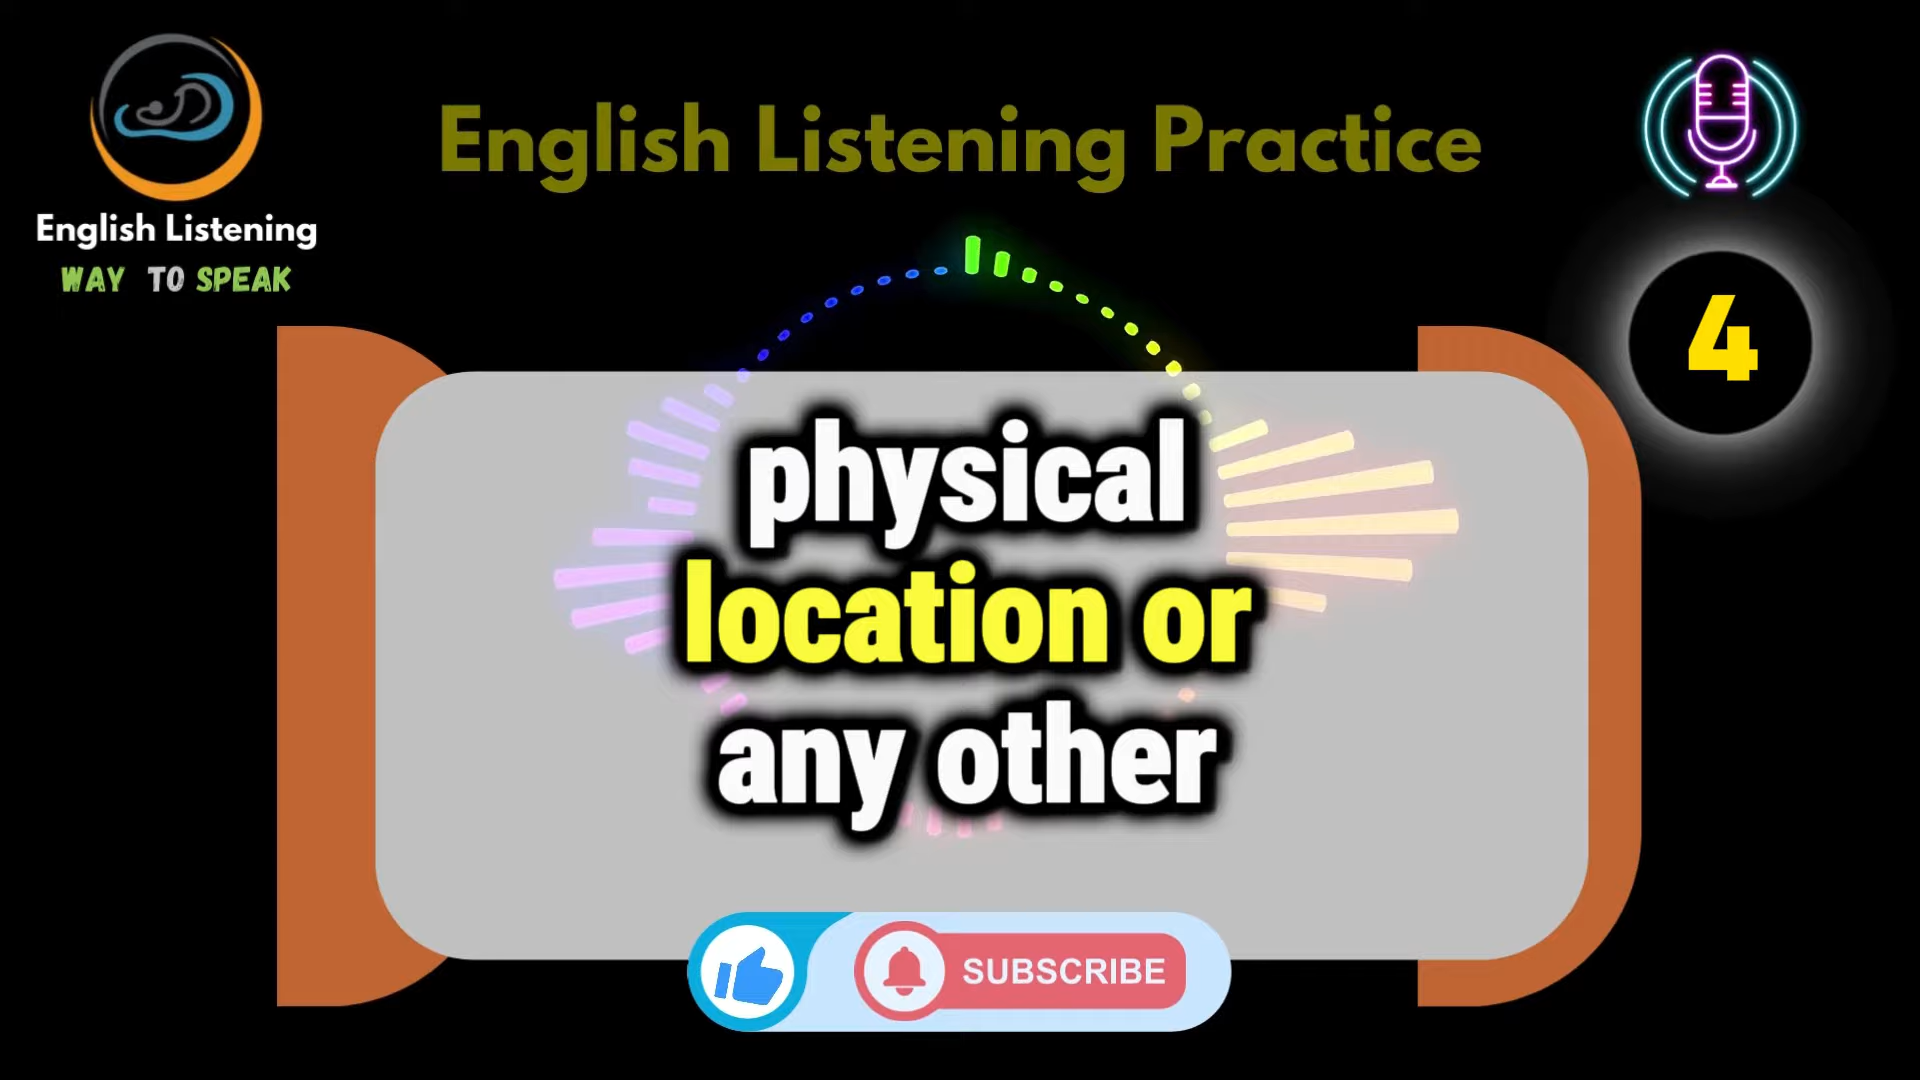 English Listening Practice
English Listening
WAY TO SPEAK
4
physical
location or
any other
SUBSCRIBE